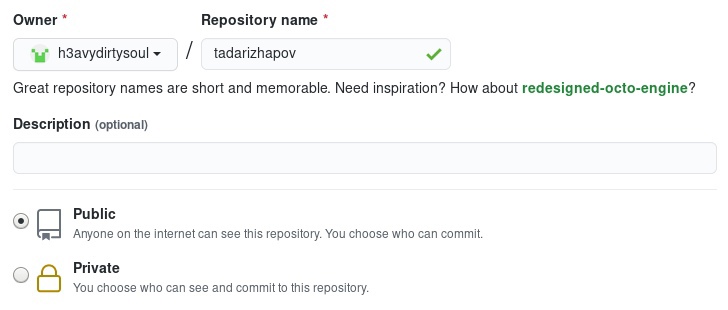 Owner * Repository name *
h3avydirtysoul / tadarizhapov
Great repository names are short and memorable. Need inspiration? How about redesigned-octo-engine?
Description (optional)
Public
Anyone on the internet can see this repository. You choose who can commit.
Private
You choose who can see and commit to this repository.